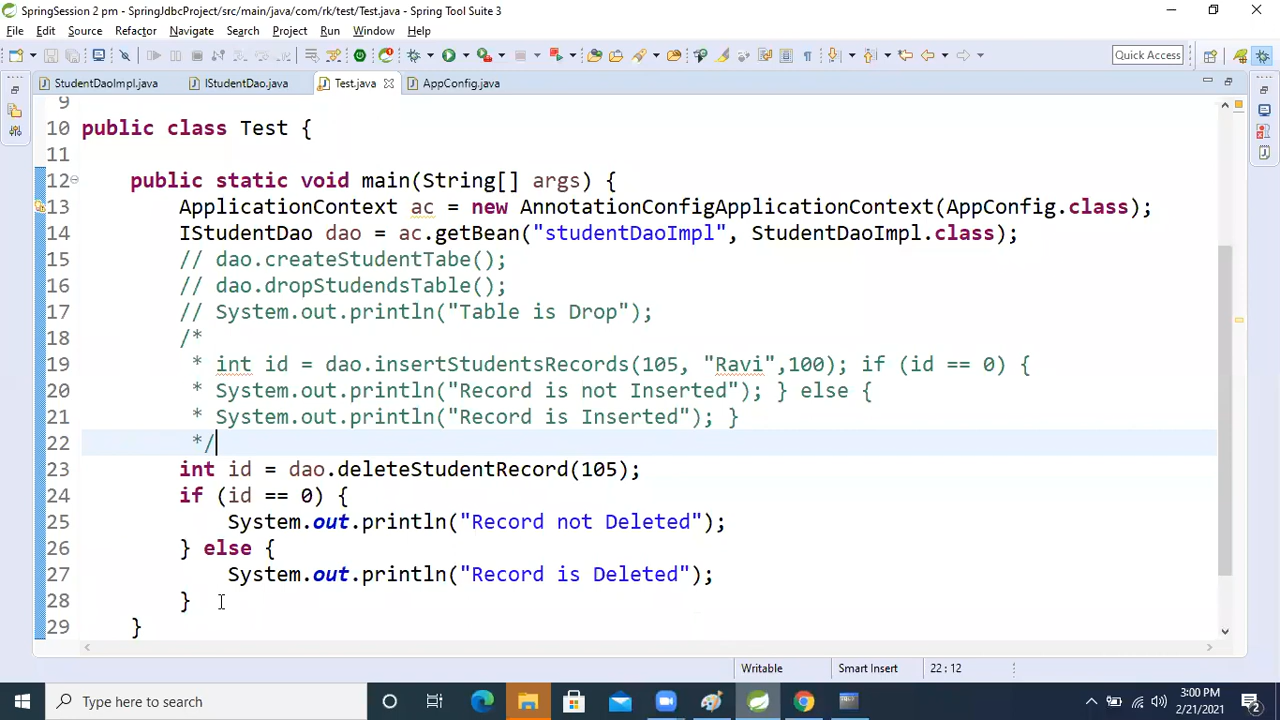 SpringSession 2 pm - SpringJdbcProject/src/main/java/com/rk/test/Test.java - Spring Tool Suite 3
File Edit Source Refactor Navigate Search Project Run Window Help
Quick Access
StudentDaoImpl.java IStudentDao.java Test.java AppConfig.java
9
10 public class Test {
11
12 public static void main(String[] args) {
13 ApplicationContext ac = new AnnotationConfigApplicationContext(AppConfig.class);
14 IStudentDao dao = ac.getBean("studentDaoImpl", StudentDaoImpl.class);
15 // dao.createStudentTabe();
16 // dao.dropStudendsTable();
17 // System.out.println("Table is Drop");
18 /*
19 * int id = dao.insertStudentsRecords(105, "Ravi",100); if (id == 0) {
20 * System.out.println("Record is not Inserted"); } else {
21 * System.out.println("Record is Inserted"); }
22 */
23 int id = dao.deleteStudentRecord(105);
24 if (id == 0) {
25 System.out.println("Record not Deleted");
26 } else {
27 System.out.println("Record is Deleted");
28 }
29 }
Writable Smart Insert 22 : 12
Type here to search
3:00 PM
2/21/2021
2